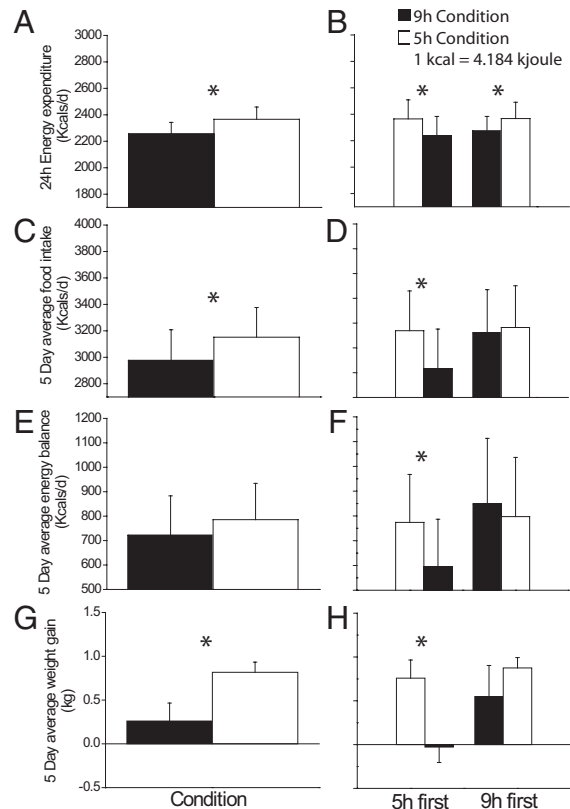 A
B
9h Condition
5h Condition
1 kcal = 4.184 kjoule
24h Energy expenditure
(Kcals/d)
3000
2800
2600
2400
2200
2000
1800
*
*
*
C
D
5 Day average food intake
(Kcals/d)
4000
3800
3600
3400
3200
3000
2800
*
*
E
F
5 Day average energy balance
(Kcals/d)
1200
1100
1000
900
800
700
600
500
*
G
H
5 Day average weight gain
(kg)
1.5
1.0
0.5
0.0
-0.5
*
*
Condition
5h first
9h first